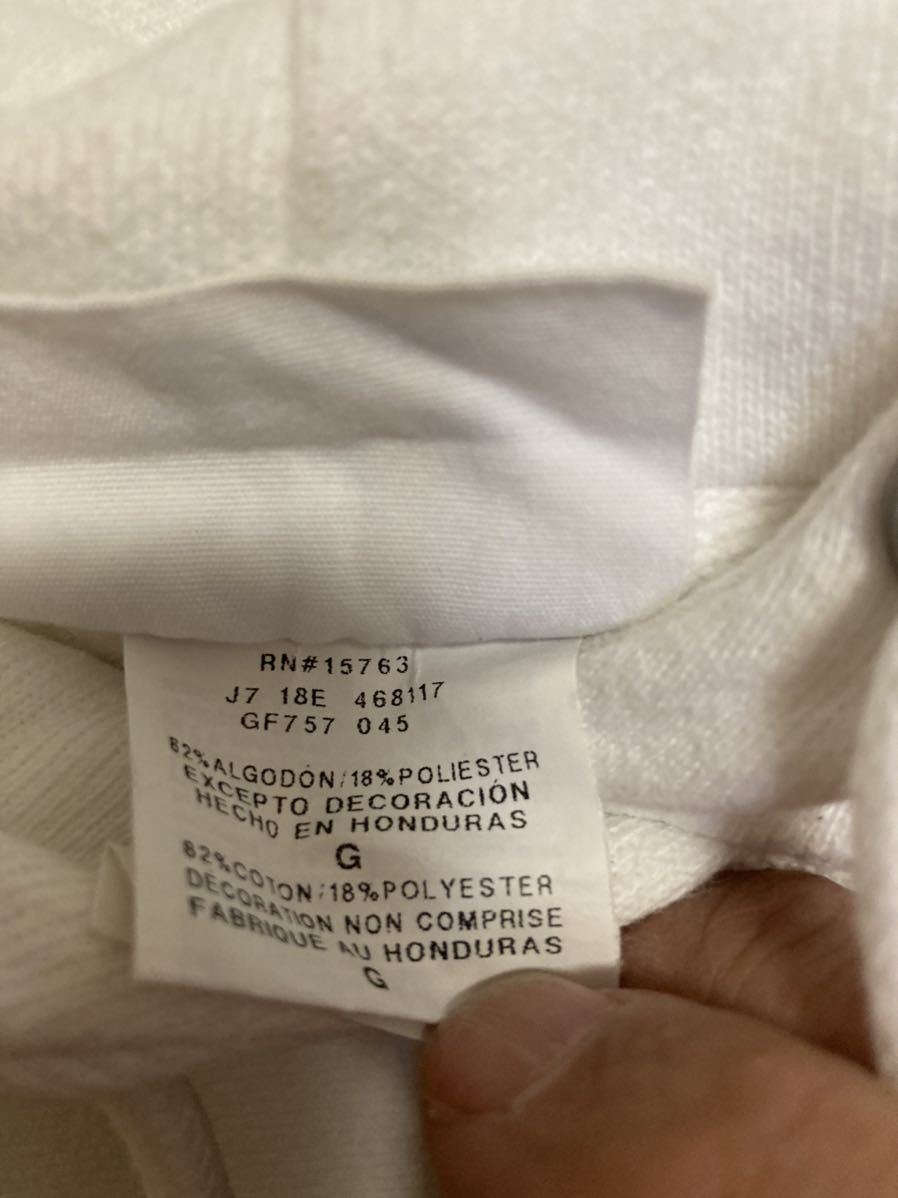 RN#15763
J7 18E 468117
GF757 045
82%ALGODÓN/18%POLIESTER
EXCEPTO DECORACIÓN
HECHO EN HONDURAS
G
82%COTON/18%POLYESTER
DECORATION NON COMPRISE
FABRIQUE AU HONDURAS
G